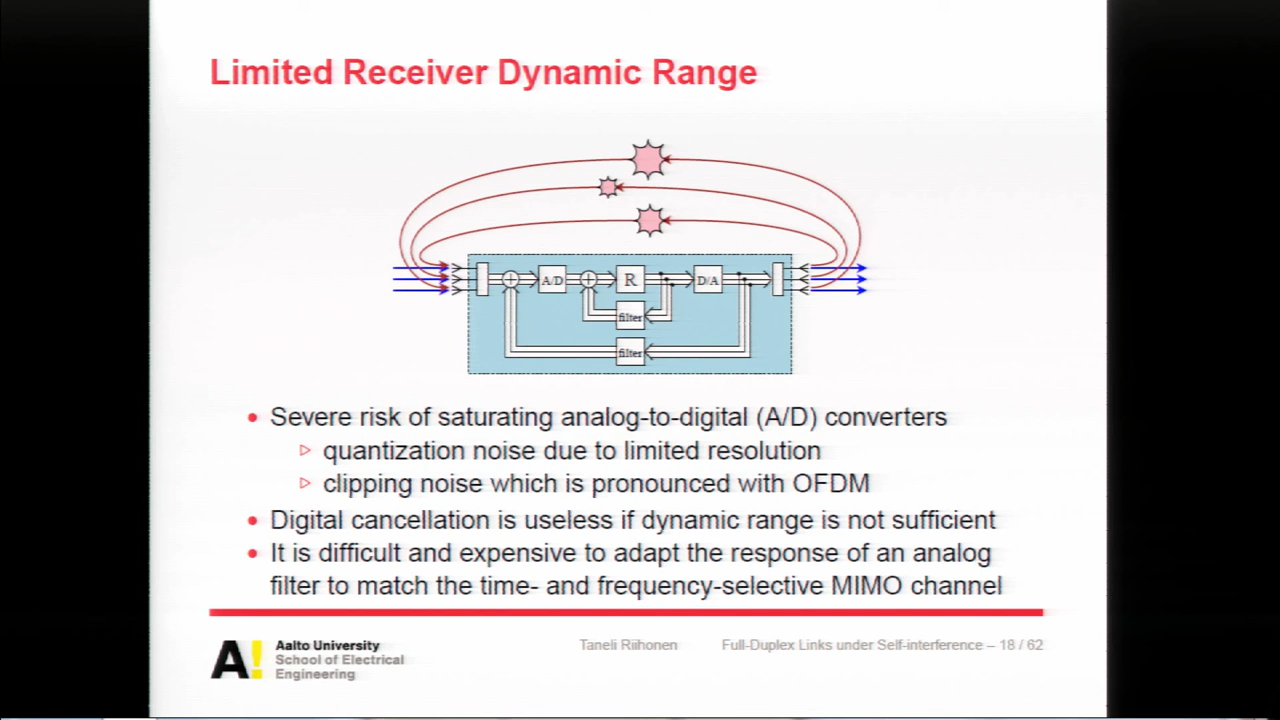 Limited Receiver Dynamic Range
A/D
R
D/A
filter
filter
• Severe risk of saturating analog-to-digital (A/D) converters
▷ quantization noise due to limited resolution
▷ clipping noise which is pronounced with OFDM
• Digital cancellation is useless if dynamic range is not sufficient
• It is difficult and expensive to adapt the response of an analog
filter to match the time- and frequency-selective MIMO channel
A!
Aalto University
School of Electrical
Engineering
Taneli Riihonen
Full-Duplex Links under Self-interference – 18 / 62